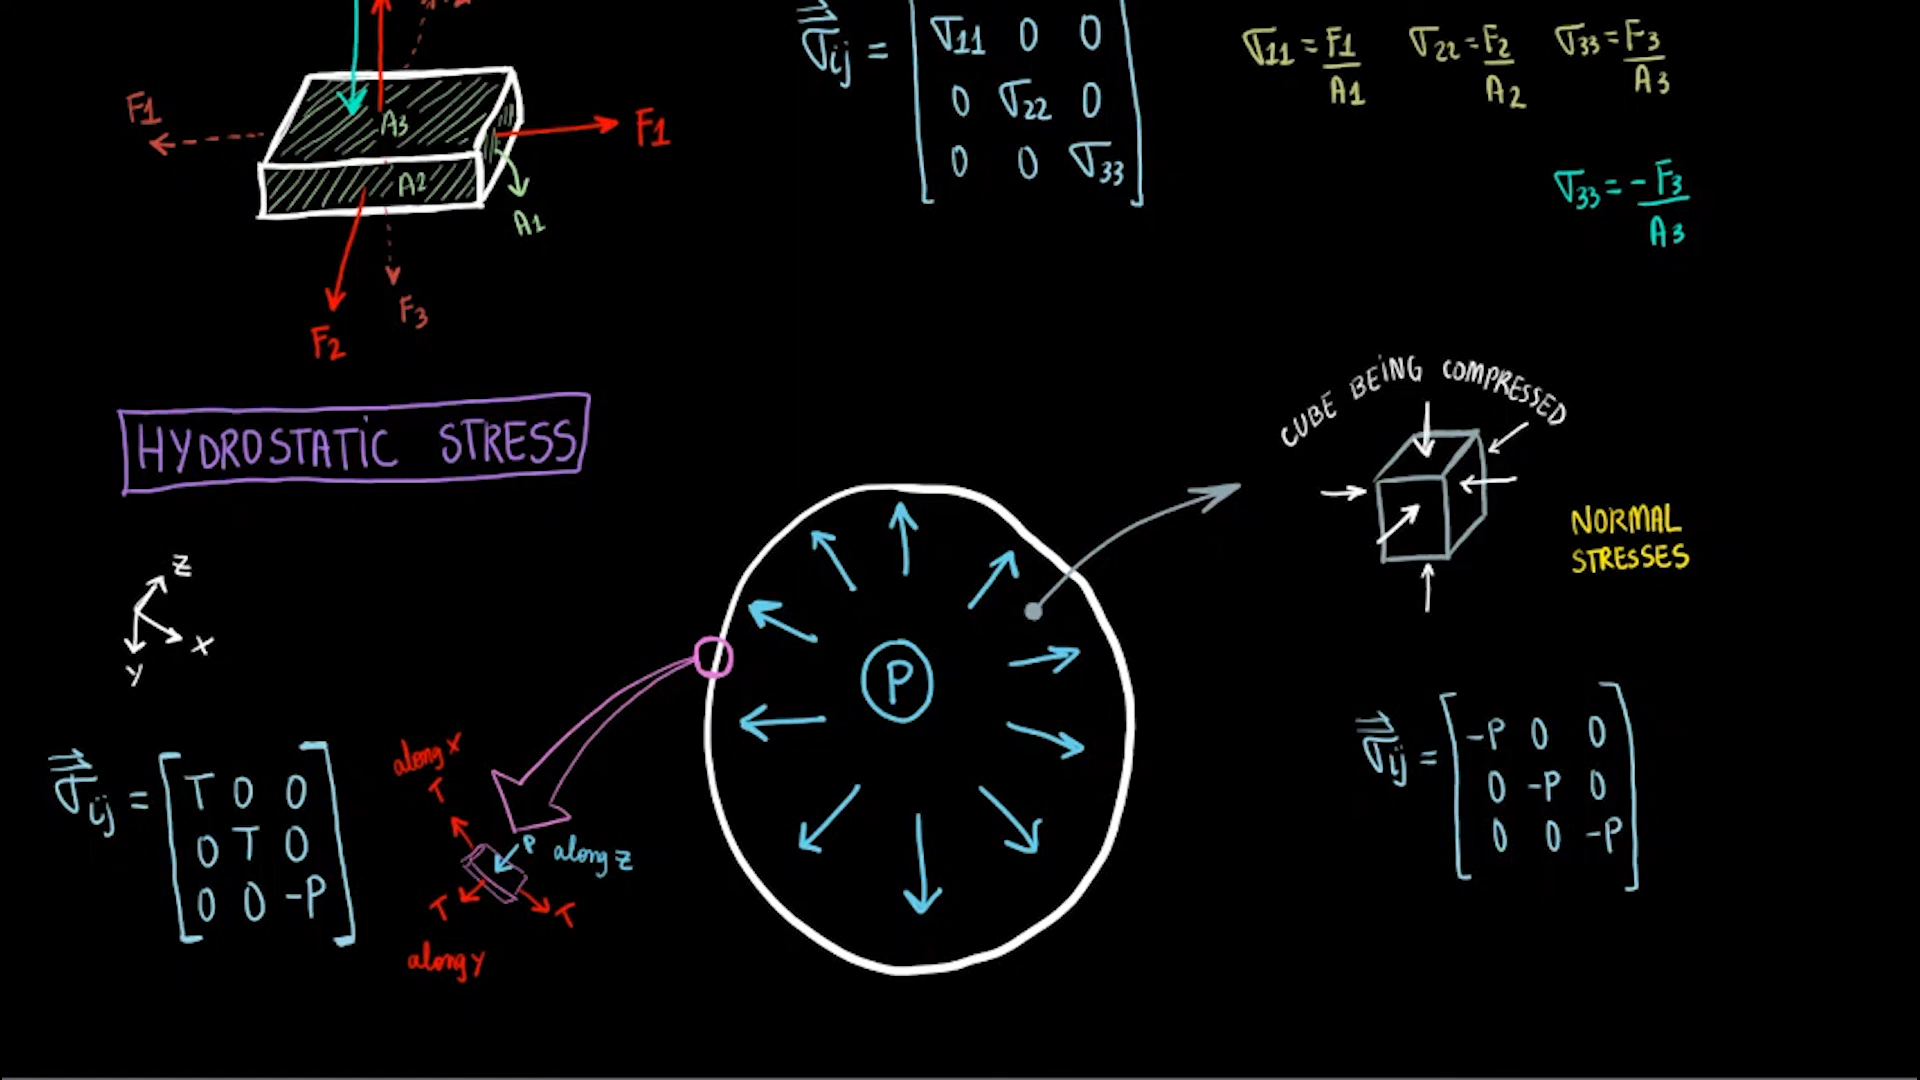 σij = [σ11 0 0
0 σ22 0
0 0 σ33]
σ11 = F1/A1 σ22 = F2/A2 σ33 = F3/A3
σ33 = -F3/A3
F1
A3
F1
A2
A1
F3
F2
HYDROSTATIC STRESS
CUBE BEING COMPRESSED
NORMAL
STRESSES
Z
X
Y
P
σij = [T 0 0
0 T 0
0 0 -P]
along X
T
P along Z
T
T
along Y
σij = [-P 0 0
0 -P 0
0 0 -P]